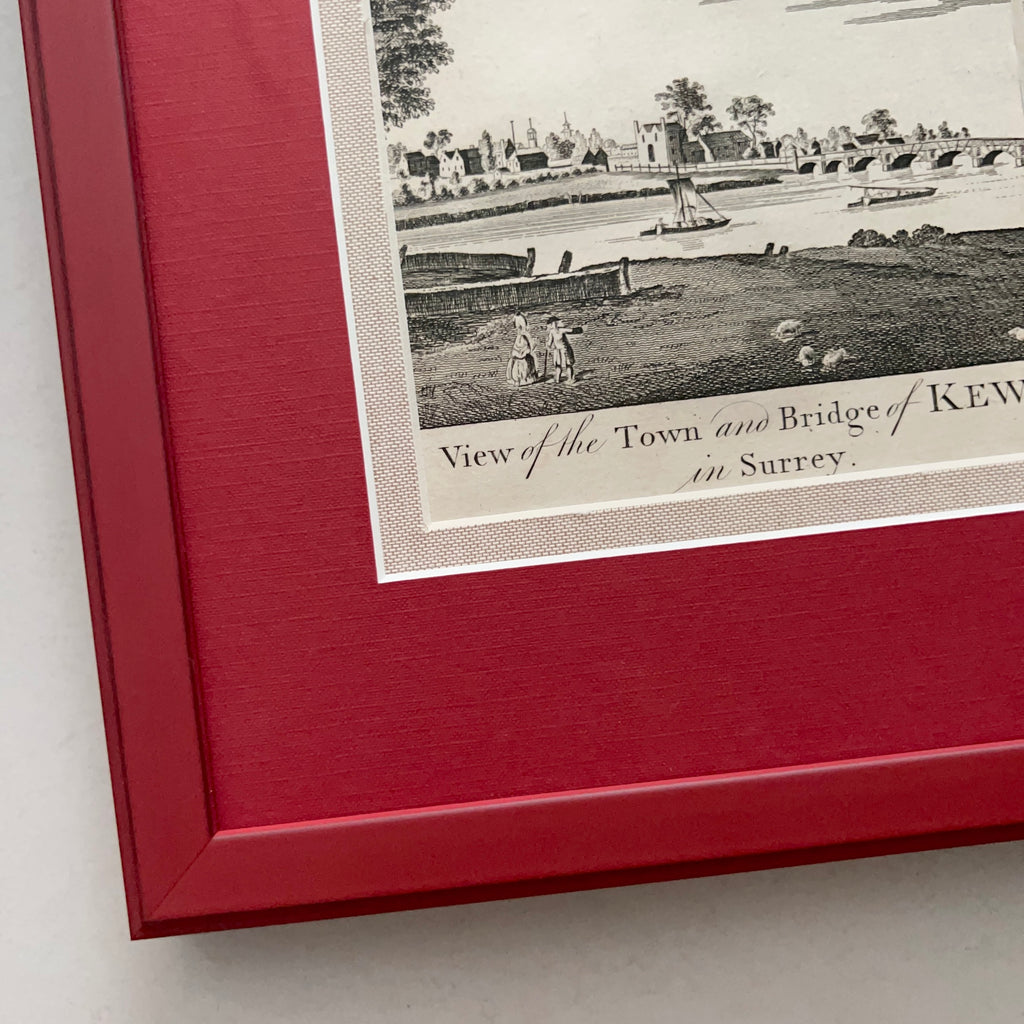 View of the Town and Bridge of KEW
in Surrey.